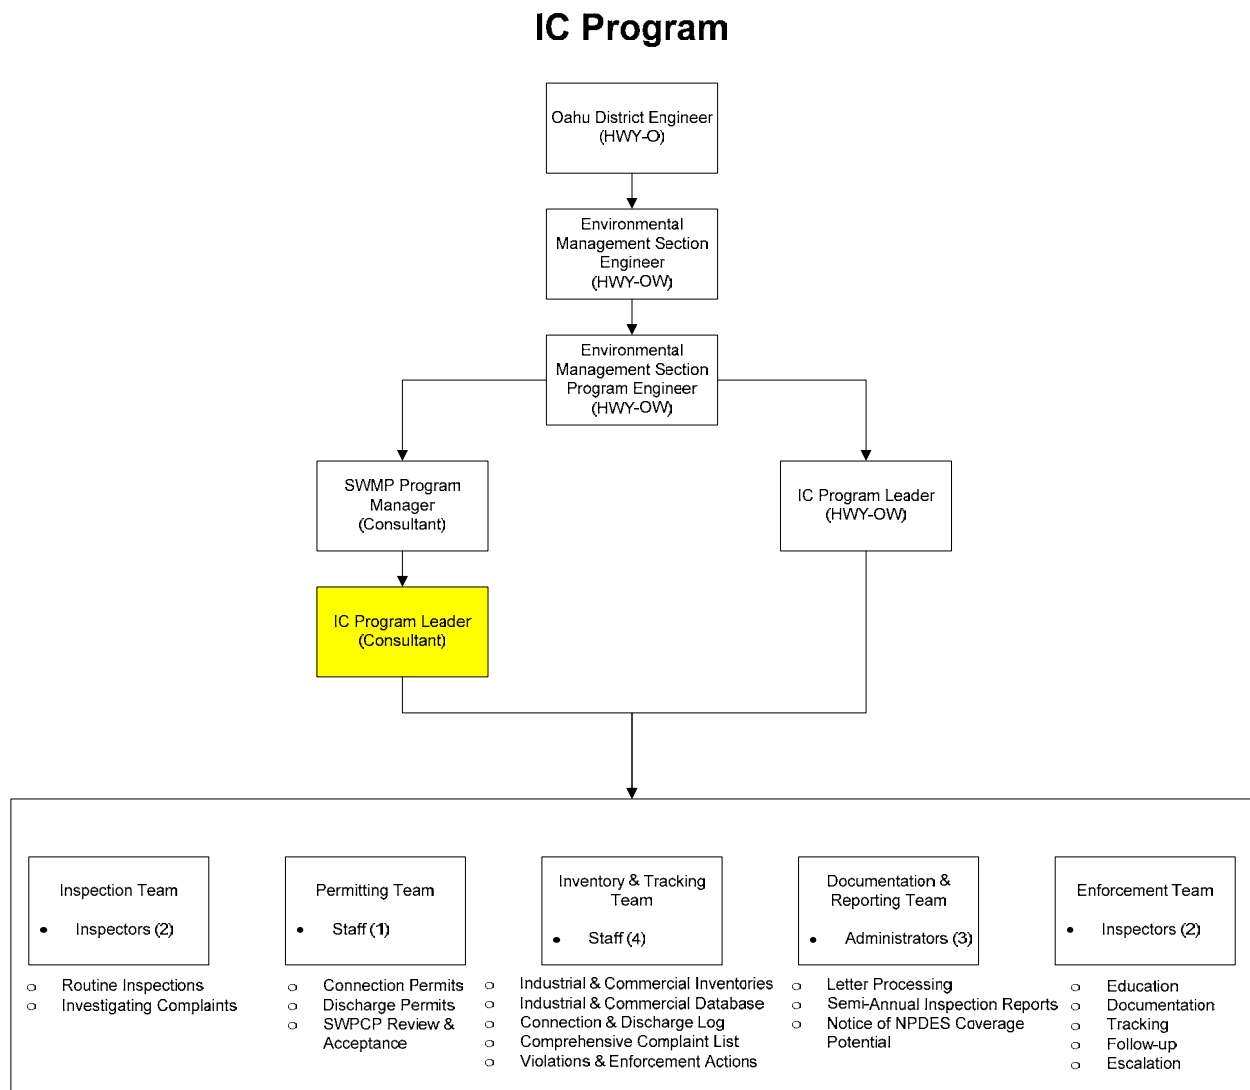 IC Program
Oahu District Engineer
(HWY-O)
Environmental
Management Section
Engineer
(HWY-OW)
Environmental
Management Section
Program Engineer
(HWY-OW)
SWMP Program
Manager
(Consultant)
IC Program Leader
(HWY-OW)
IC Program Leader
(Consultant)
Inspection Team
• Inspectors (2)
o Routine Inspections
o Investigating Complaints
Permitting Team
• Staff (1)
o Connection Permits
o Discharge Permits
o SWPCP Review &
Acceptance
Inventory & Tracking
Team
• Staff (4)
o Industrial & Commercial Inventories
o Industrial & Commercial Database
o Connection & Discharge Log
o Comprehensive Complaint List
o Violations & Enforcement Actions
Documentation &
Reporting Team
• Administrators (3)
o Letter Processing
o Semi-Annual Inspection Reports
o Notice of NPDES Coverage
Potential
Enforcement Team
• Inspectors (2)
o Education
o Documentation
o Tracking
o Follow-up
o Escalation